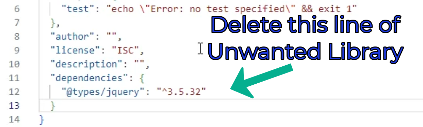 6 "test": "echo \"Error: no test specified\" && exit 1"
7 },
8 "author": "",
9 "license": "ISC",
10 "description": "",
11 "dependencies": {
12 "@types/jquery": "^3.5.32"
13 }
14 }
Delete this line of
Unwanted Library